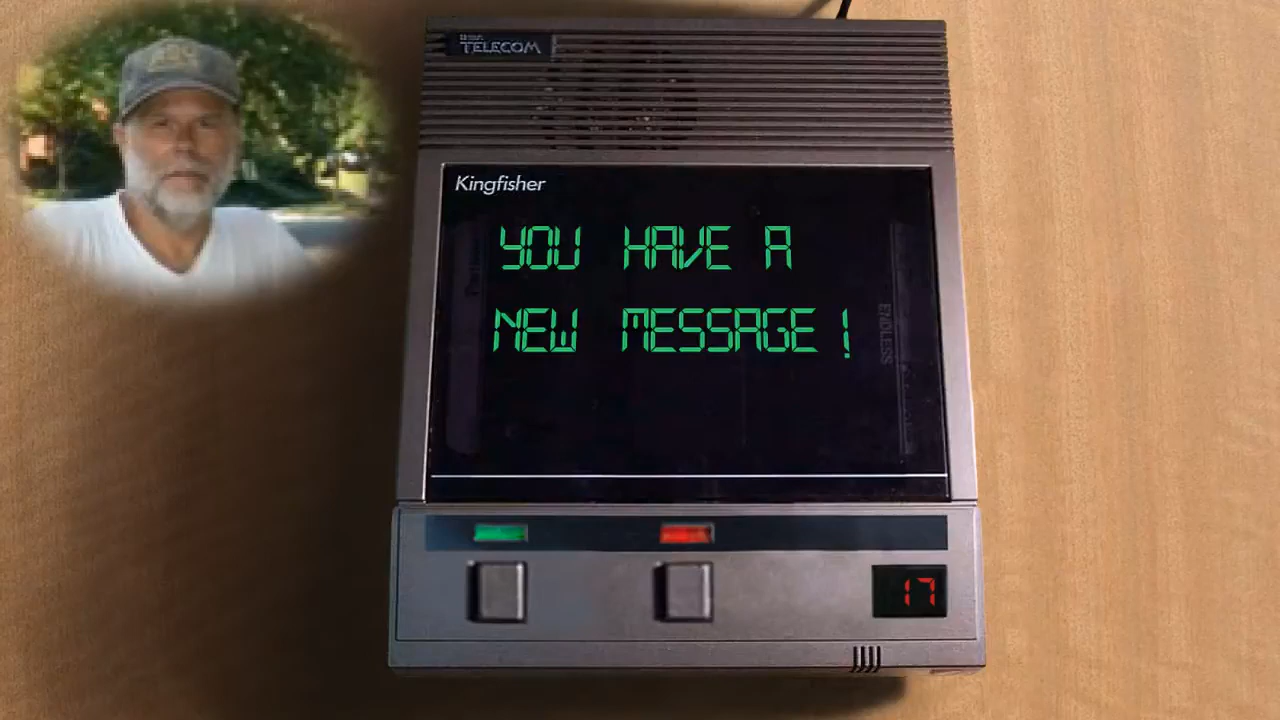 TELECOM
Kingfisher
YOU HAVE A
NEW MESSAGE!
ENDLESS
17